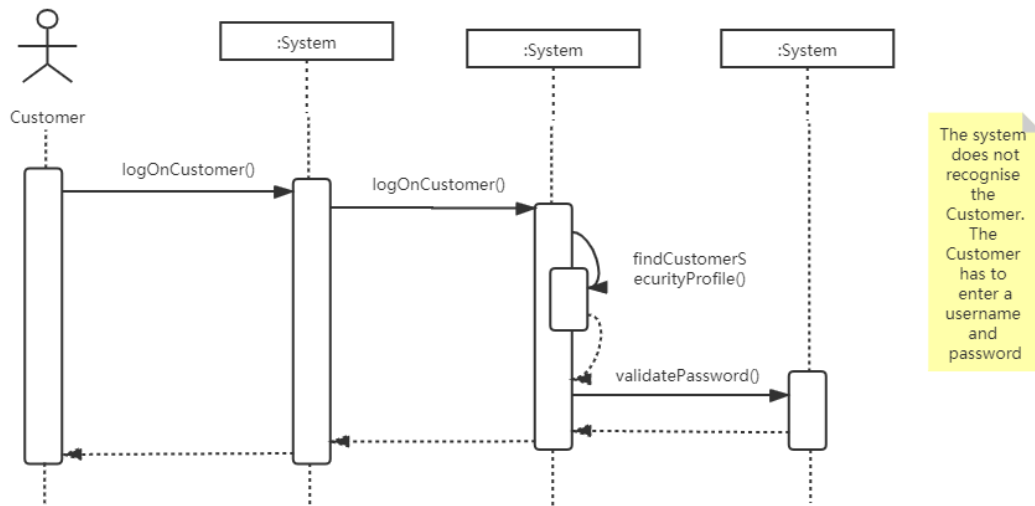 :System
:System
:System
Customer
logOnCustomer()
logOnCustomer()
findCustomerS
ecurityProfile()
validatePassword()
The system
does not
recognise
the
Customer.
The
Customer
has to
enter a
username
and
password